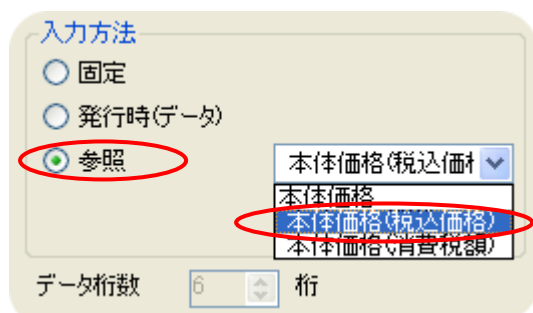 入力方法
固定
発行時(データ)
参照 本体価格(税込価格
本体価格
本体価格(税込価格)
本体価格(消費税額)
データ桁数 6 桁